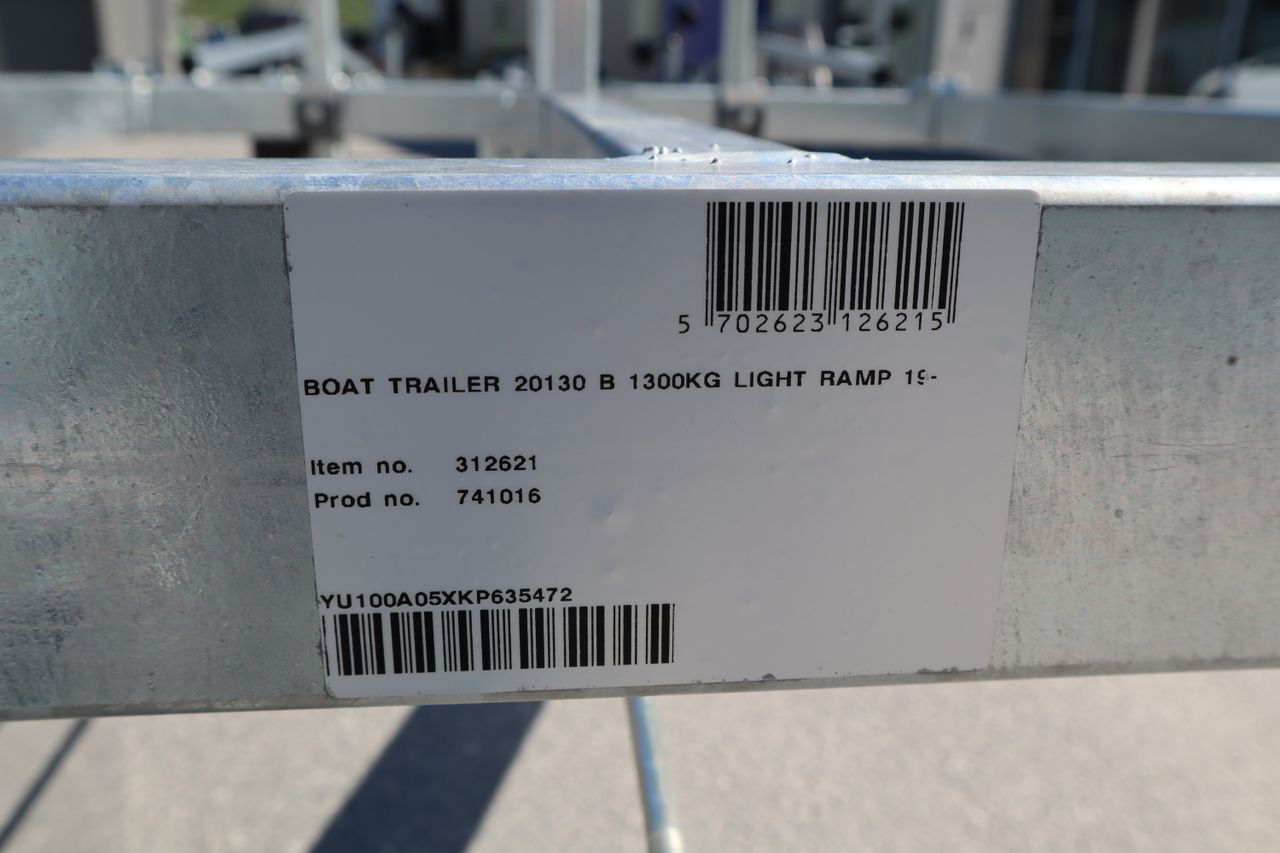 5 702623 126215
BOAT TRAILER 20130 B 1300KG LIGHT RAMP 19-
Item no. 312621
Prod no. 741016
YU100A05XKP635472